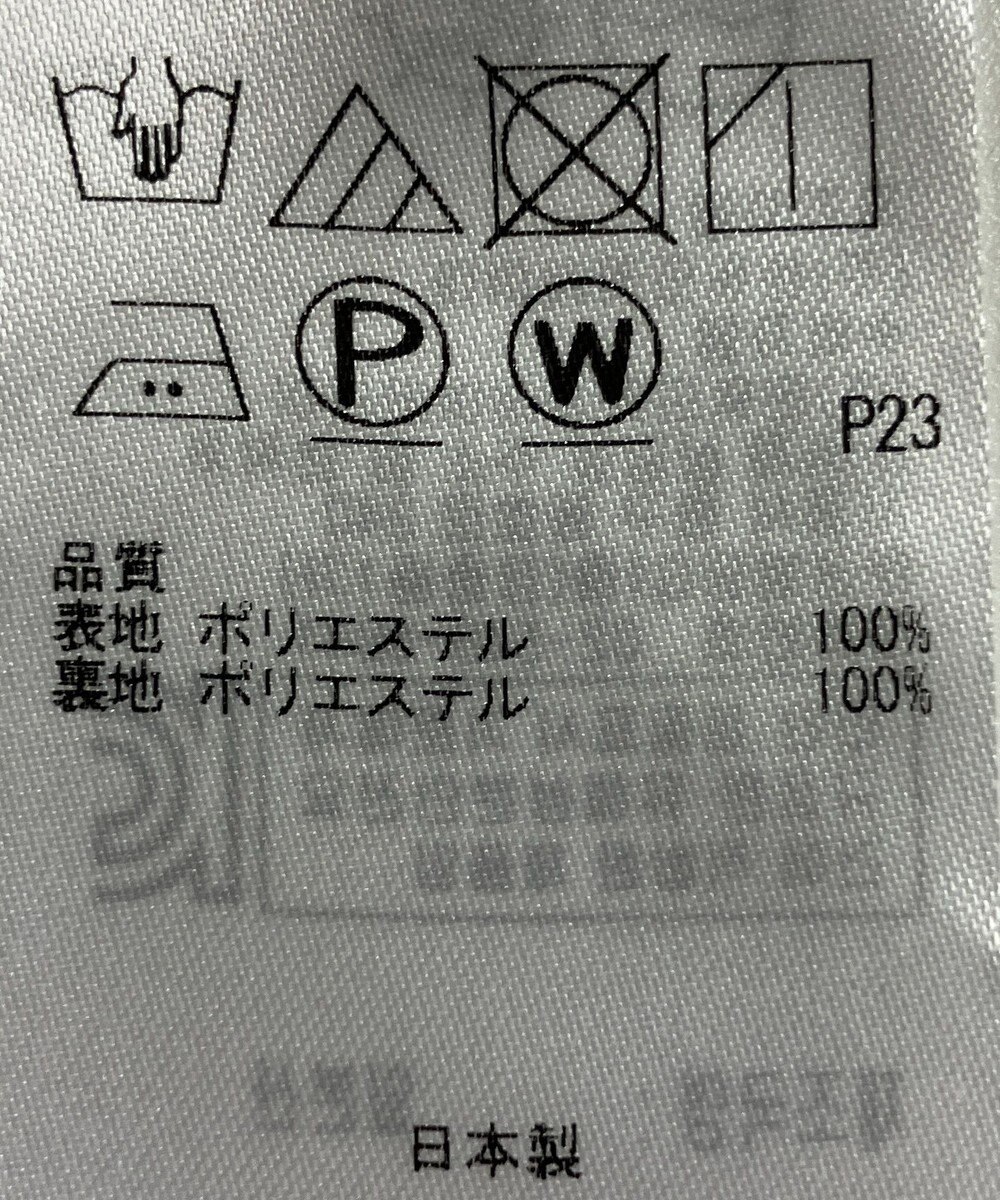 P W P23
品質
表地 ポリエステル 100%
裏地 ポリエステル 100%
日本製